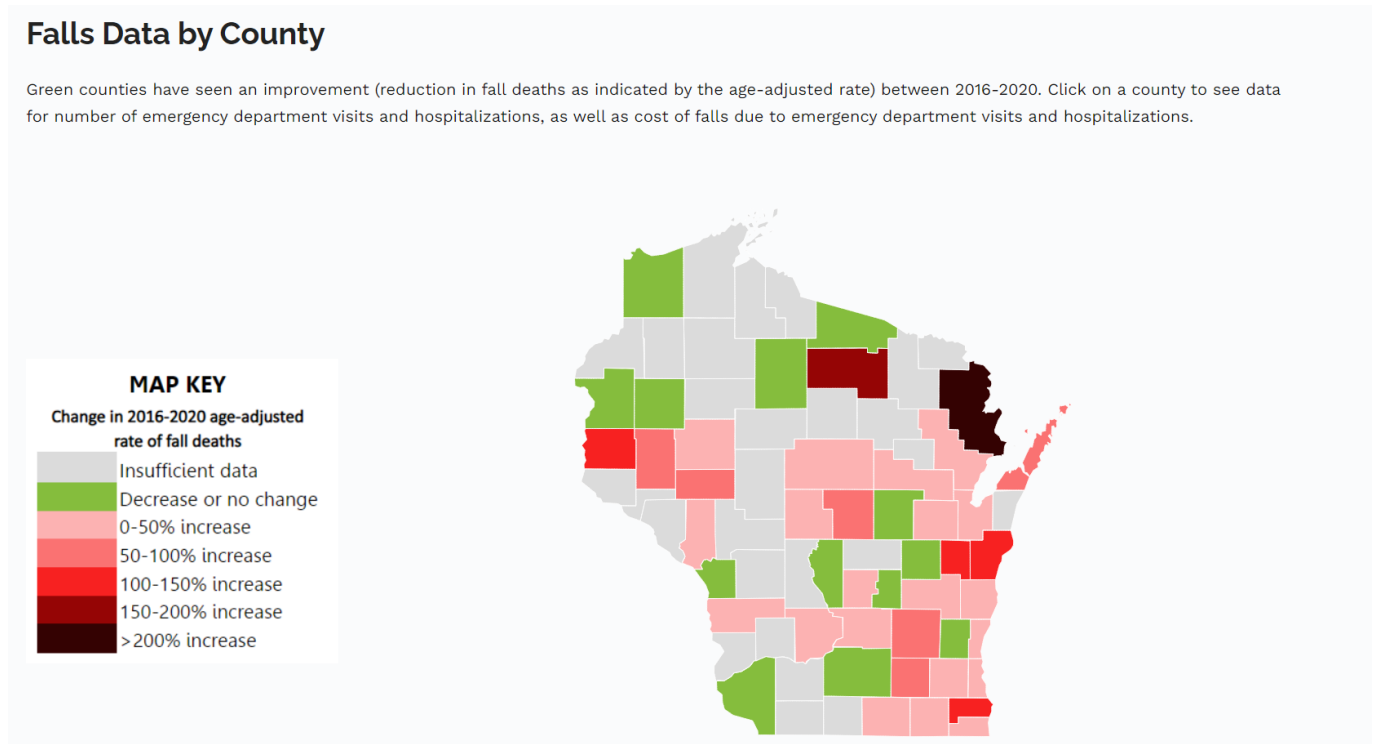 Falls Data by County
Green counties have seen an improvement (reduction in fall deaths as indicated by the age-adjusted rate) between 2016-2020. Click on a county to see data
for number of emergency department visits and hospitalizations, as well as cost of falls due to emergency department visits and hospitalizations.
MAP KEY
Change in 2016-2020 age-adjusted
rate of fall deaths
Insufficient data
Decrease or no change
0-50% increase
50-100% increase
100-150% increase
150-200% increase
>200% increase